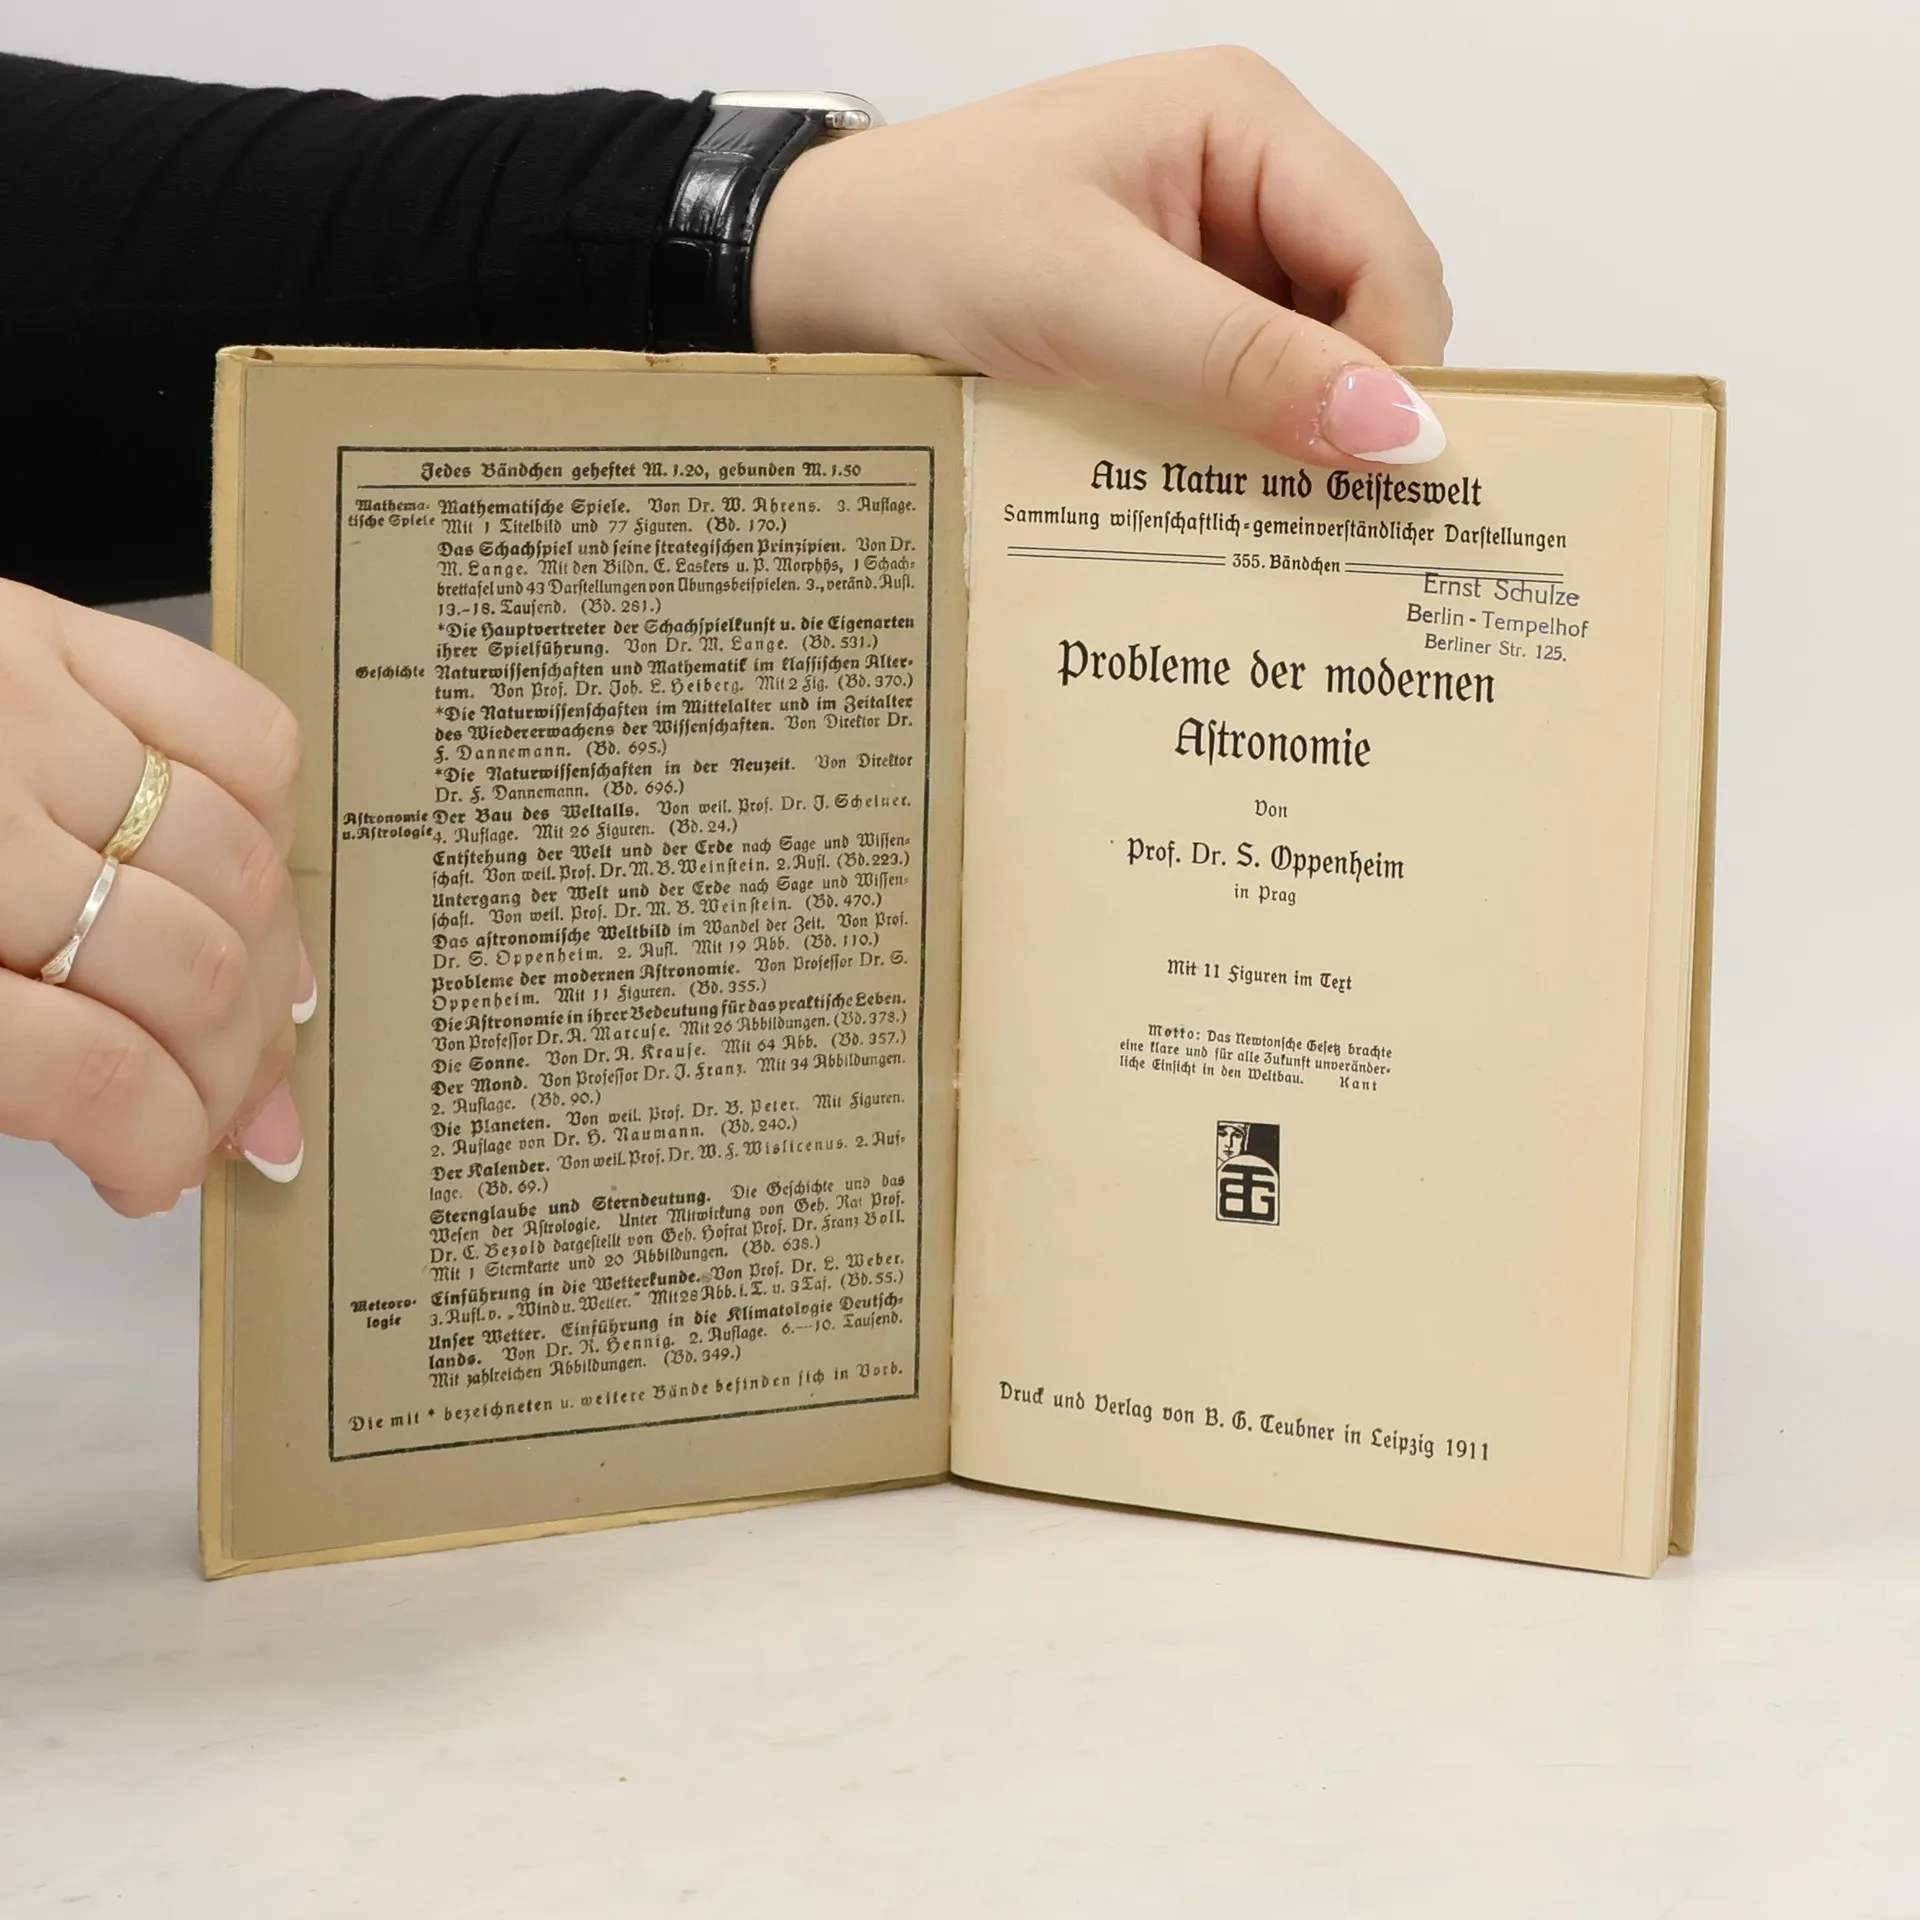 Jedes Bändchen geheftet M. 1.20, gebunden M. 1.50
Mathema- Mathematische Spiele. Von Dr. W. Ahrens. 3. Auflage.
tische Spiele Mit 1 Titelbild und 77 Figuren. (Bd. 170.)
Das Schachspiel und seine strategischen Prinzipien. Von Dr.
M. Lange. Mit den Bildn. E. Laskers u. P. Morphys, 1 Schach-
brettafel und 43 Darstellungen von Übungsbeispielen. 3., veränd. Aufl.
13.-18. Tausend. (Bd. 281.)
*Die Hauptvertreter der Schachspielkunst u. die Eigenarten
ihrer Spielführung. Von Dr. M. Lange. (Bd. 531.)
Geschichte Naturwissenschaften und Mathematik im klassischen Alter-
tum. Von Prof. Dr. Joh. L. Heiberg. Mit 2 Fig. (Bd. 370.)
*Die Naturwissenschaften im Mittelalter und im Zeitalter
des Wiedererwachens der Wissenschaften. Von Direktor Dr.
F. Dannemann. (Bd. 695.)
*Die Naturwissenschaften in der Neuzeit. Von Direktor
Dr. F. Dannemann. (Bd. 696.)
Astronomie Der Bau des Weltalls. Von weil. Prof. Dr. J. Scheiner.
u. Astrologie 4. Auflage. Mit 26 Figuren. (Bd. 24.)
Entstehung der Welt und der Erde nach Sage und Wissen-
schaft. Von weil. Prof. Dr. M. B. Weinstein. 2. Aufl. (Bd. 223.)
Untergang der Welt und der Erde nach Sage und Wissen-
schaft. Von weil. Prof. Dr. M. B. Weinstein. (Bd. 470.)
Das astronomische Weltbild im Wandel der Zeit. Von Prof.
Dr. S. Oppenheim. 2. Aufl. Mit 19 Abb. (Bd. 110.)
Probleme der modernen Astronomie. Von Professor Dr. S.
Oppenheim. Mit 11 Figuren. (Bd. 355.)
Die Astronomie in ihrer Bedeutung für das praktische Leben.
Von Professor Dr. A. Marcuse. Mit 26 Abbildungen. (Bd. 378.)
Die Sonne. Von Dr. A. Krause. Mit 64 Abb. (Bd. 357.)
Der Mond. Von Professor Dr. J. Franz. Mit 34 Abbildungen.
2. Auflage. (Bd. 90.)
Die Planeten. Von weil. Prof. Dr. B. Peter. Mit Figuren.
2. Auflage von Dr. H. Naumann. (Bd. 240.)
Der Kalender. Von weil. Prof. Dr. W. F. Wislicenus. 2. Auf-
lage. (Bd. 69.)
Sternglaube und Sterndeutung. Die Geschichte und das
Wesen der Astrologie. Unter Mitwirkung von Geh. Rat Prof.
Dr. C. Bezold dargestellt von Geh. Hofrat Prof. Dr. Franz Boll.
Mit 1 Sternkarte und 20 Abbildungen. (Bd. 638.)
Meteoro- Einführung in die Wetterkunde. Von Prof. Dr. L. Weber.
logie 3. Aufl. v. „Wind u. Wetter.“ Mit 28 Abb. i. T. u. 3 Taf. (Bd. 55.)
Unser Wetter. Einführung in die Klimatologie Deutsch-
lands. Von Dr. R. Hennig. 2. Auflage. 6.—10. Tausend.
Mit zahlreichen Abbildungen. (Bd. 349.)
Die mit * bezeichneten u. weitere Bände befinden sich in Vorb.
Aus Natur und Geisteswelt
Sammlung wissenschaftlich-gemeinverständlicher Darstellungen
355. Bändchen
Ernst Schulze
Berlin - Tempelhof
Berliner Str. 125.
Probleme der modernen
Astronomie
Von
Prof. Dr. S. Oppenheim
in Prag
Mit 11 Figuren im Text
Motto: Das Newtonsche Gesetz brachte
eine klare und für alle Zukunft unveränder-
liche Einsicht in den Weltbau. Kant
BTG
Druck und Verlag von B. G. Teubner in Leipzig 1911